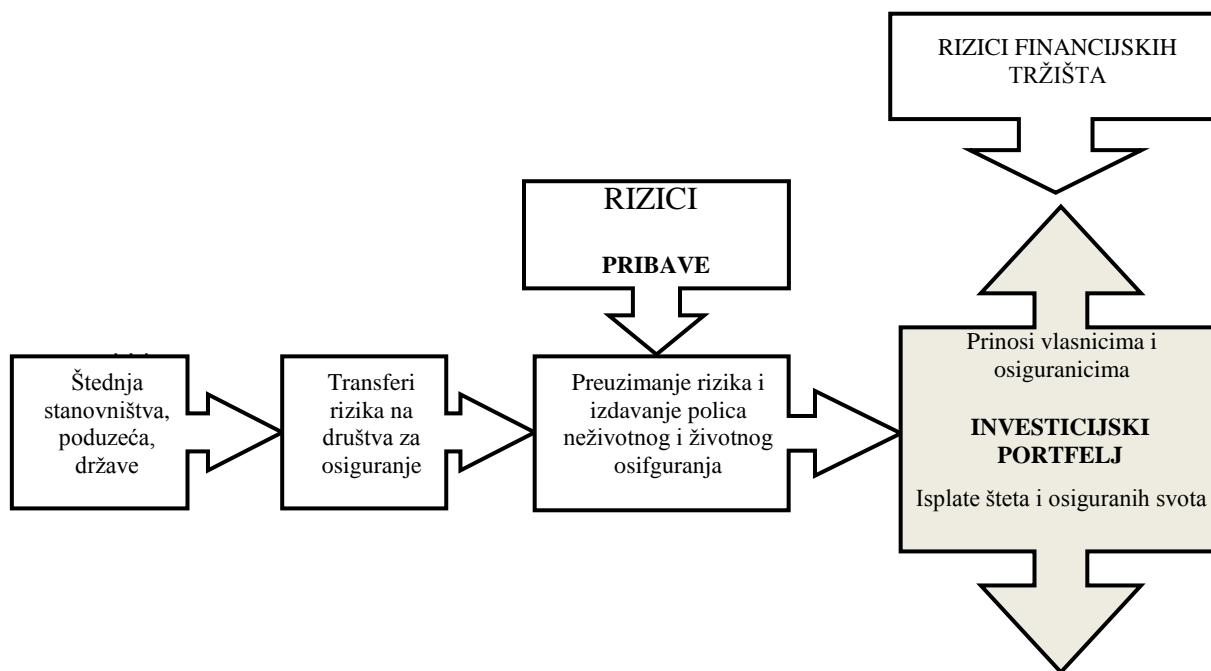 RIZICI FINANCIJSKIH
TRŽIŠTA
RIZICI
PRIBAVE
Štednja
stanovništva,
poduzeća,
države
Transferi
rizika na
društva za
osiguranje
Preuzimanje rizika i
izdavanje polica
neživotnog i životnog
osifguranja
Prinosi vlasnicima i
osiguranicima
INVESTICIJSKI
PORTFELJ
Isplate šteta i osiguranih svota